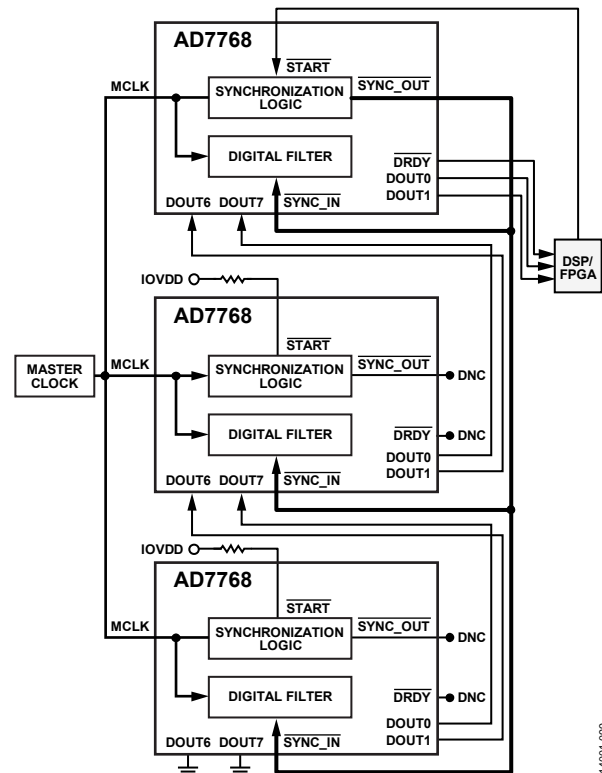 AD7768
START
MCLK
SYNCHRONIZATION
LOGIC
SYNC_OUT
DIGITAL FILTER
DRDY
DOUT0
DOUT1
DOUT6 DOUT7 SYNC_IN
DSP/
FPGA
IOVDD
AD7768
START
MASTER
CLOCK
MCLK
SYNCHRONIZATION
LOGIC
SYNC_OUT
DNC
DIGITAL FILTER
DRDY
DNC
DOUT0
DOUT1
DOUT6 DOUT7 SYNC_IN
IOVDD
AD7768
START
MCLK
SYNCHRONIZATION
LOGIC
SYNC_OUT
DNC
DIGITAL FILTER
DRDY
DNC
DOUT0
DOUT1
DOUT6 DOUT7 SYNC_IN